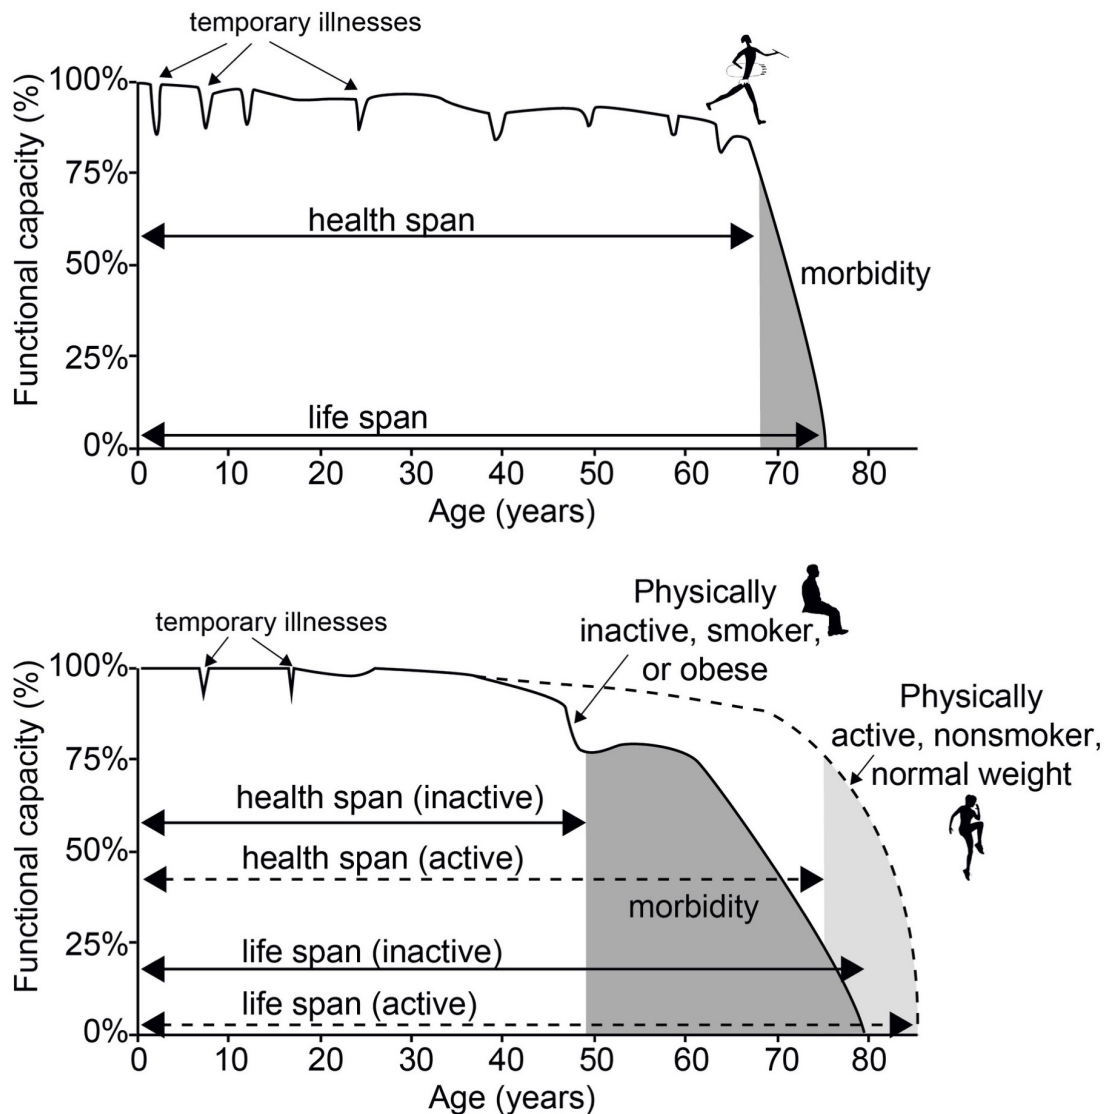 temporary illnesses
Functional capacity (%)
100%
75%
50%
25%
0%
health span
morbidity
life span
0 10 20 30 40 50 60 70 80
Age (years)
Physically
inactive, smoker,
or obese
temporary illnesses
Physically
active, nonsmoker,
normal weight
Functional capacity (%)
100%
75%
50%
25%
0%
health span (inactive)
health span (active)
morbidity
life span (inactive)
life span (active)
0 10 20 30 40 50 60 70 80
Age (years)